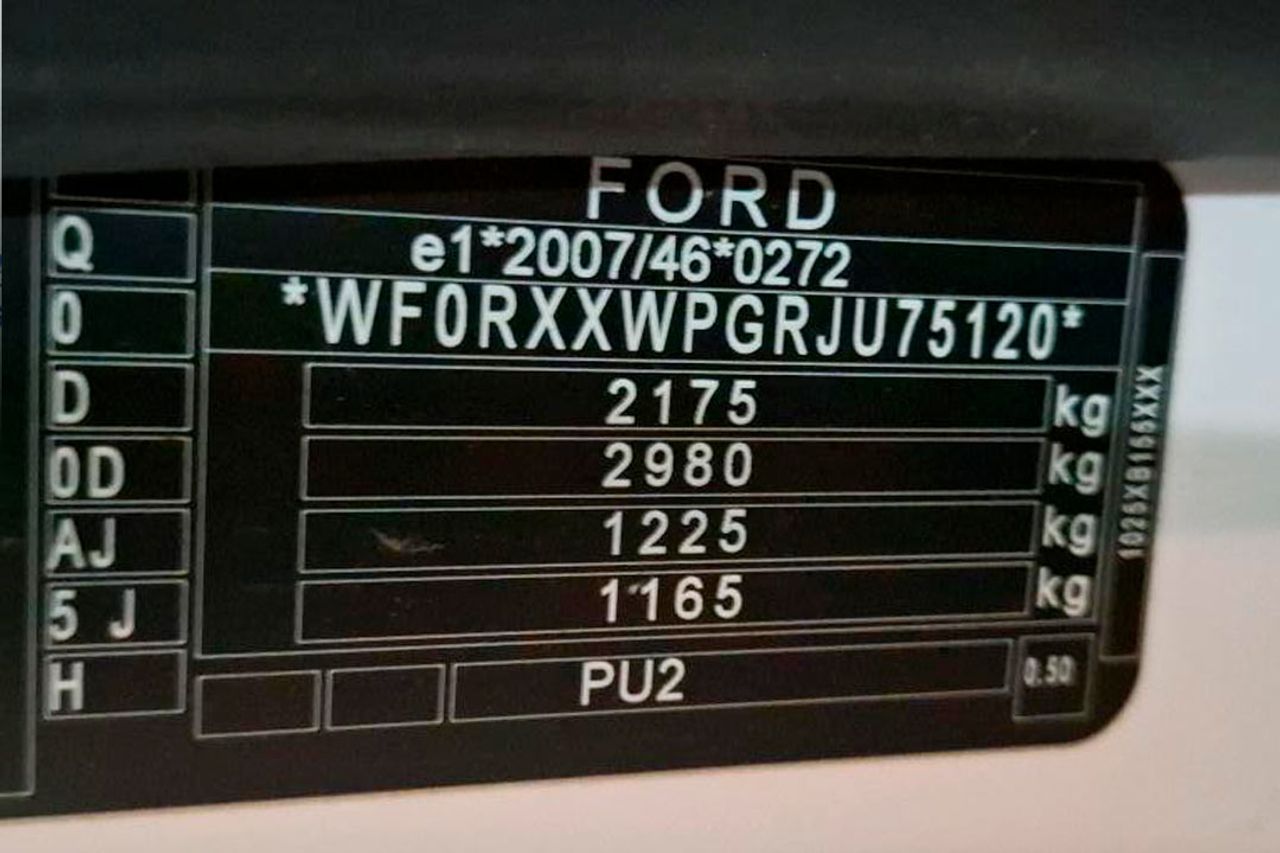 FORD
Q
e1*2007/46*0272
0
*WF0RXXWPGRJU75120*
D
2175 kg
0D
2980 kg
AJ
1225 kg
5 J
1165 kg
H
PU2
0.50
1025XB155XXX